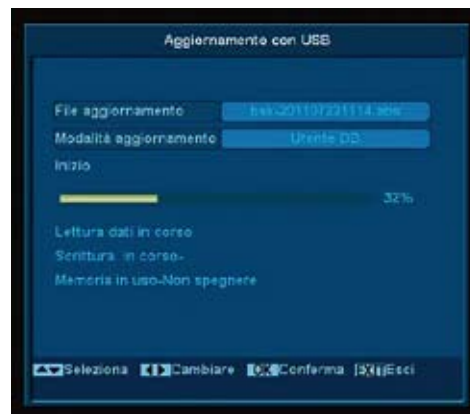 Aggiornamento con USB
File aggiornamento
Modalità aggiornamento Utente DB
Inizio
32%
Lettura dati in corso
Scrittura in corso-
Memoria in uso-Non spegnere
Seleziona Cambiare OK Conferma EXIT Esci